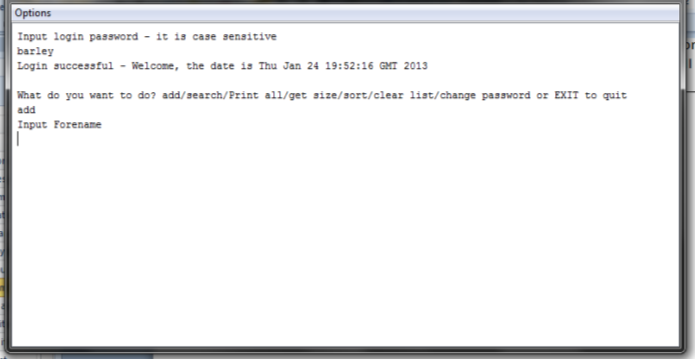 Options
Input login password - it is case sensitive
barley
Login successful - Welcome, the date is Thu Jan 24 19:52:16 GMT 2013
What do you want to do? add/search/Print all/get size/sort/clear list/change password or EXIT to quit
add
Input Forename